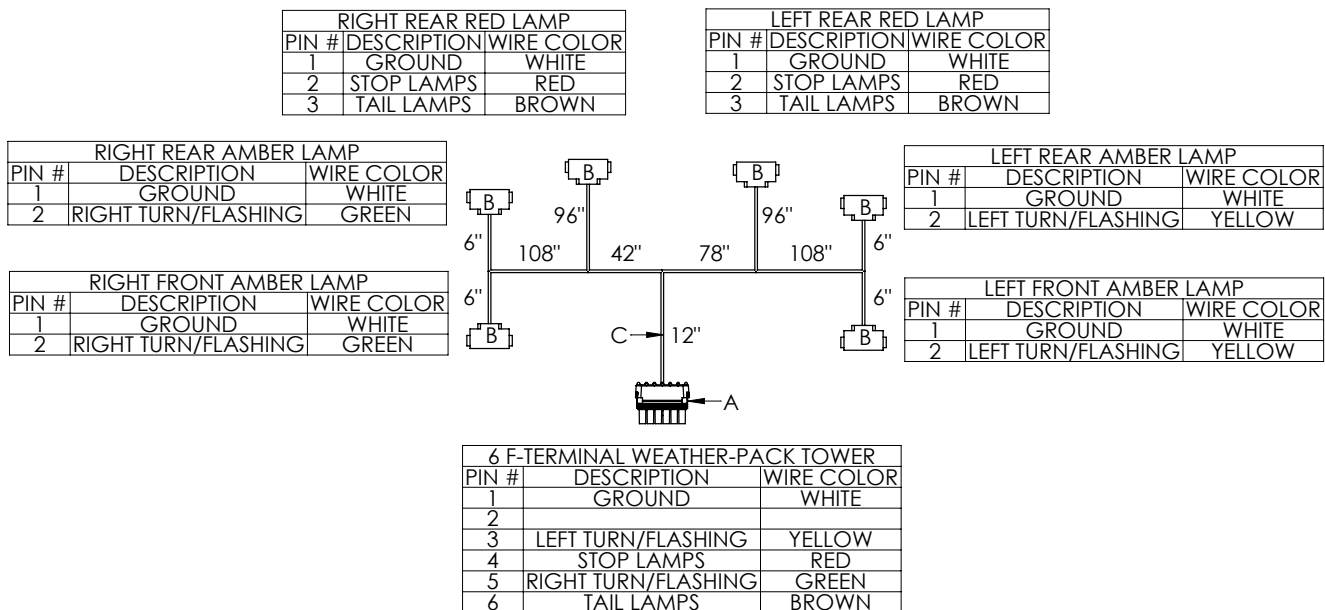 RIGHT REAR RED LAMP
PIN # DESCRIPTION WIRE COLOR
1 GROUND WHITE
2 STOP LAMPS RED
3 TAIL LAMPS BROWN
LEFT REAR RED LAMP
PIN # DESCRIPTION WIRE COLOR
1 GROUND WHITE
2 STOP LAMPS RED
3 TAIL LAMPS BROWN
RIGHT REAR AMBER LAMP
PIN # DESCRIPTION WIRE COLOR
1 GROUND WHITE
2 RIGHT TURN/FLASHING GREEN
B B
B B
96" 96"
6" 6"
108" 42" 78" 108"
6" 6"
B B
C 12"
A
LEFT REAR AMBER LAMP
PIN # DESCRIPTION WIRE COLOR
1 GROUND WHITE
2 LEFT TURN/FLASHING YELLOW
RIGHT FRONT AMBER LAMP
PIN # DESCRIPTION WIRE COLOR
1 GROUND WHITE
2 RIGHT TURN/FLASHING GREEN
LEFT FRONT AMBER LAMP
PIN # DESCRIPTION WIRE COLOR
1 GROUND WHITE
2 LEFT TURN/FLASHING YELLOW
6 F-TERMINAL WEATHER-PACK TOWER
PIN # DESCRIPTION WIRE COLOR
1 GROUND WHITE
2
3 LEFT TURN/FLASHING YELLOW
4 STOP LAMPS RED
5 RIGHT TURN/FLASHING GREEN
6 TAIL LAMPS BROWN